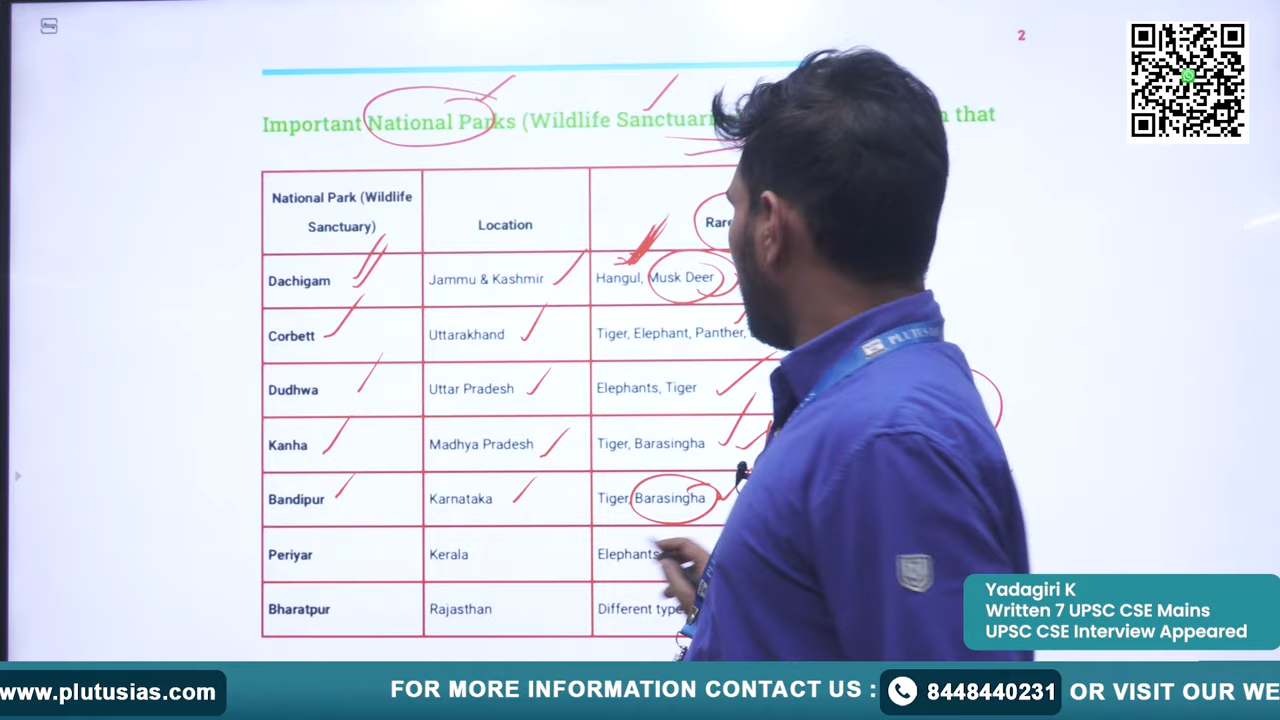 2
Important National Parks (Wildlife Sanctuari that
National Park (Wildlife
Sanctuary)
Location
Rare
Dachigam
Jammu & Kashmir
Hangul, Musk Deer
Corbett
Uttarakhand
Tiger, Elephant, Panther,
Dudhwa
Uttar Pradesh
Elephants, Tiger
Kanha
Madhya Pradesh
Tiger, Barasingha
Bandipur
Karnataka
Tiger, Barasingha
Periyar
Kerala
Elephants
Bharatpur
Rajasthan
Different type
PLUTUS IA
Yadagiri K
Written 7 UPSC CSE Mains
UPSC CSE Interview Appeared
www.plutusias.com
FOR MORE INFORMATION CONTACT US : 8448440231 OR VISIT OUR WE